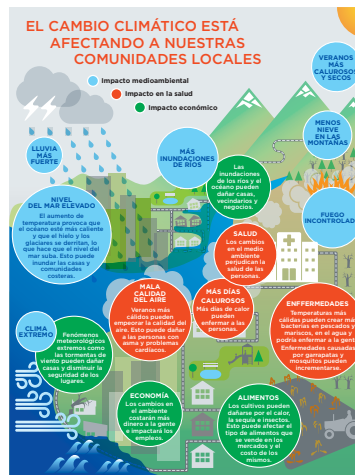 EL CAMBIO CLIMÁTICO ESTÁ
AFECTANDO A NUESTRAS
COMUNIDADES LOCALES
Impacto medioambiental
Impacto en la salud
Impacto económico
VERANOS
MÁS
CALUROSOS
Y SECOS
MENOS
NIEVE
EN LAS
MONTAÑAS
LLUVIA
MÁS
FUERTE
MÁS
INUNDACIONES
DE RÍOS
Las
inundaciones
de los ríos y el
océano pueden
dañar casas,
vecindarios y
negocios.
NIVEL
DEL MAR ELEVADO
El aumento de
temperatura provoca que
el océano esté más caliente
y que el hielo y los
glaciares se derritan, lo
que hace que el nivel del
mar suba. Esto puede
inundar las casas y
comunidades
costeras.
FUEGO
INCONTROLAD
SALUD
Los cambios
en el medio
ambiente
perjudican la
salud de las
personas.
MALA
CALIDAD
DEL AIRE
Veranos más
cálidos pueden
empeorar la calidad del
aire. Esto puede dañar
a las personas con
asma y problemas
cardíacos.
MÁS DÍAS
CALUROSOS
Más días de calor
pueden
enfermar a las
personas.
ENFFERMEDADES
Temperaturas más
cálidas pueden crear má
bacterias en pescados y
mariscos, en el agua y
podría enfermar a la gent
Enfermedades causadas
por garrapatas y
mosquitos pueden
incrementarse.
CLIMA
EXTREMO
Fenómenos
meteorológicos
extremos como
las tormentas de
viento pueden dañar
casas y disminuir la
seguridad de los
lugares.
ECONOMÍA
Los cambios en
el ambiente
costarán más
dinero a la gente
e impactará los
empleos.
ALIMENTOS
Los cultivos pueden
dañarse por el calor,
la sequía e insectos.
Esto puede afectar el
tipo de alimentos que
se vende en los
mercados y el
costo de los
mismos.